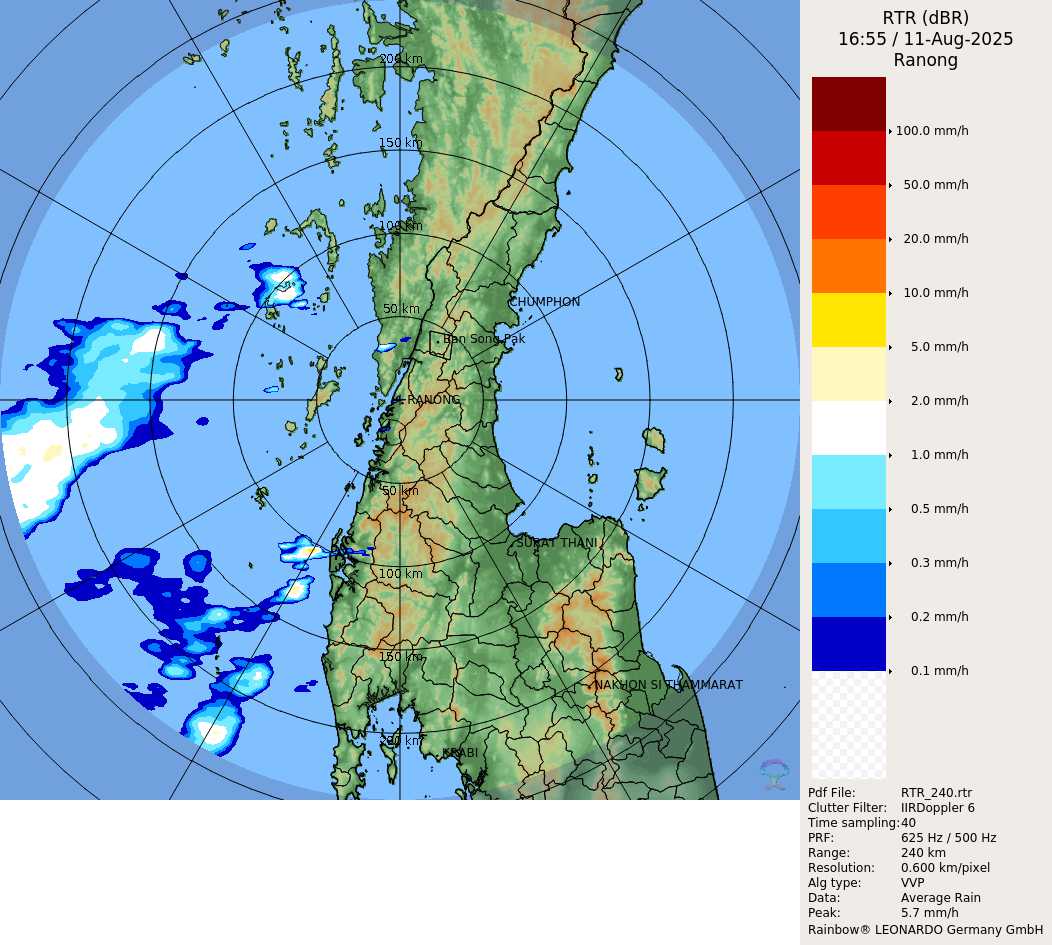 200 km
150 km
100 km
50 km
CHUMPHON
Ban Song Pak
RANONG
50 km
SURAT THANI
100 km
150 km
NAKHON SI THAMMARAT
200 km
KRABI
RTR (dBR)
16:55 / 11-Aug-2025
Ranong
100.0 mm/h
50.0 mm/h
20.0 mm/h
10.0 mm/h
5.0 mm/h
2.0 mm/h
1.0 mm/h
0.5 mm/h
0.3 mm/h
0.2 mm/h
0.1 mm/h
Pdf File: RTR_240.rtr
Clutter Filter: IIRDoppler 6
Time sampling: 40
PRF: 625 Hz / 500 Hz
Range: 240 km
Resolution: 0.600 km/pixel
Alg type: VVP
Data: Average Rain
Peak: 5.7 mm/h
Rainbow® LEONARDO Germany GmbH